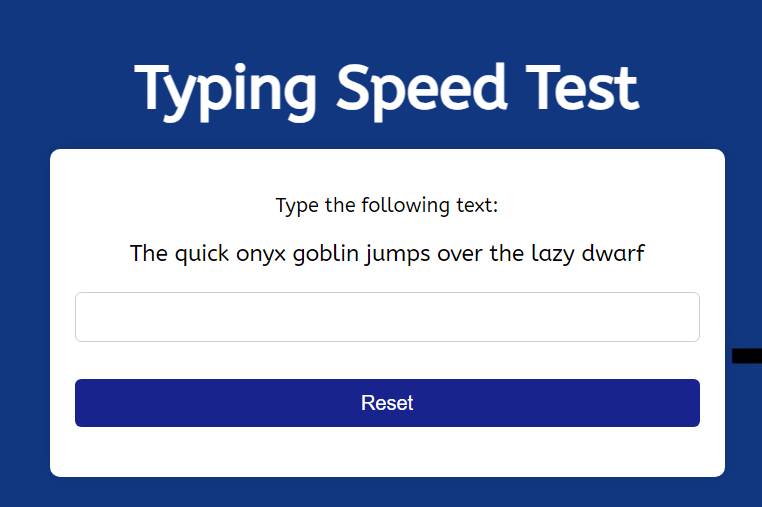 Typing Speed Test
Type the following text:
The quick onyx goblin jumps over the lazy dwarf
Reset